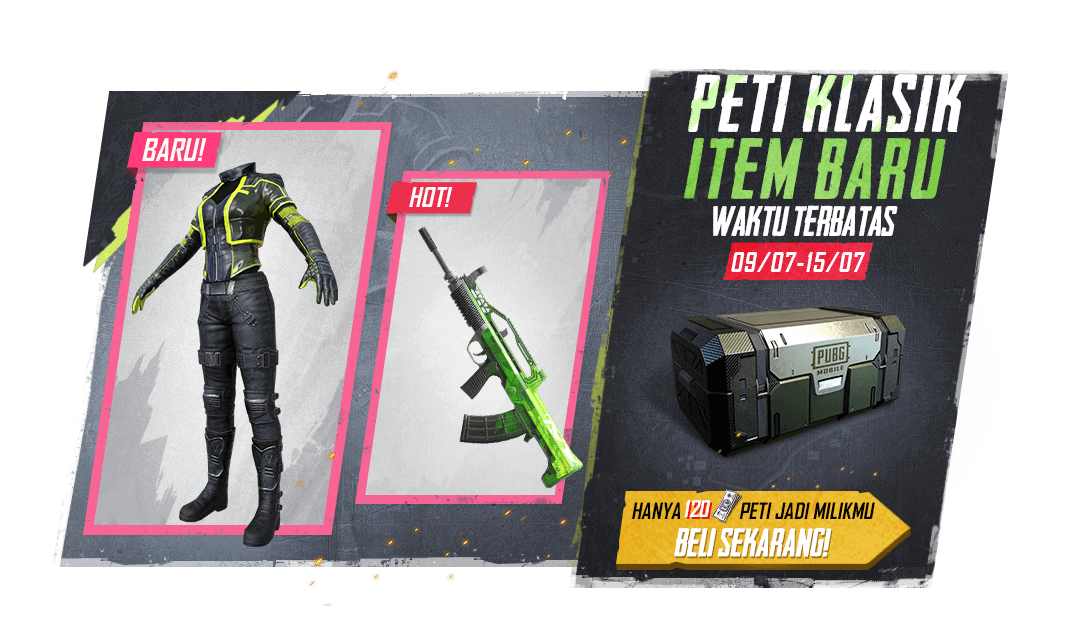 BARU!
HOT!
PETI KLASIK
ITEM BARU
WAKTU TERBATAS
09/07-15/07
PUBG
MOBILE
HANYA 120 PETI JADI MILIKMU
BELI SEKARANG!